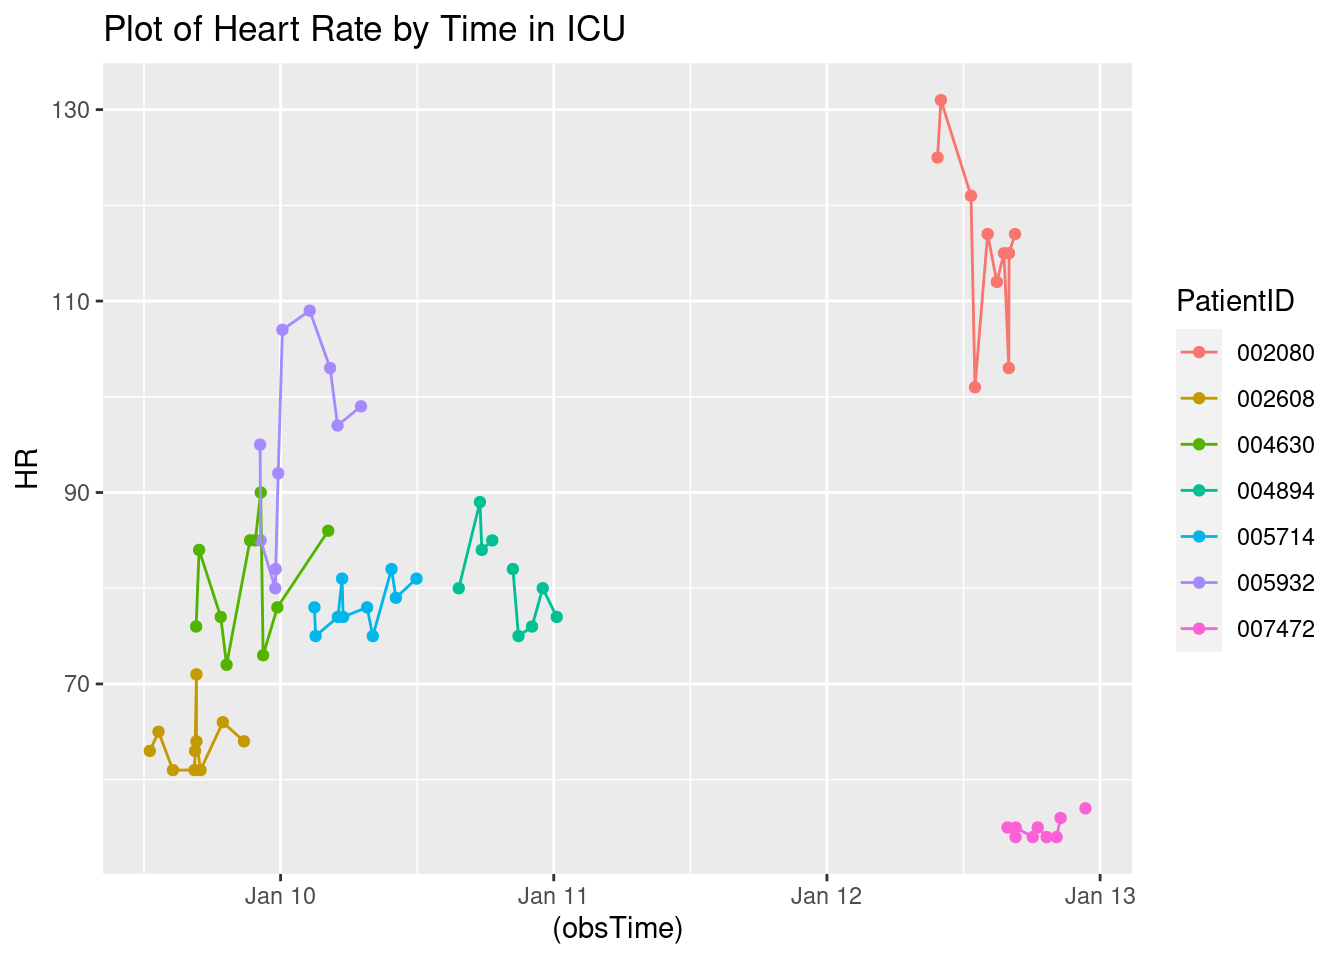 Plot of Heart Rate by Time in ICU
130
110
90
70
HR
Jan 10
Jan 11
Jan 12
Jan 13
(obsTime)
PatientID
002080
002608
004630
004894
005714
005932
007472